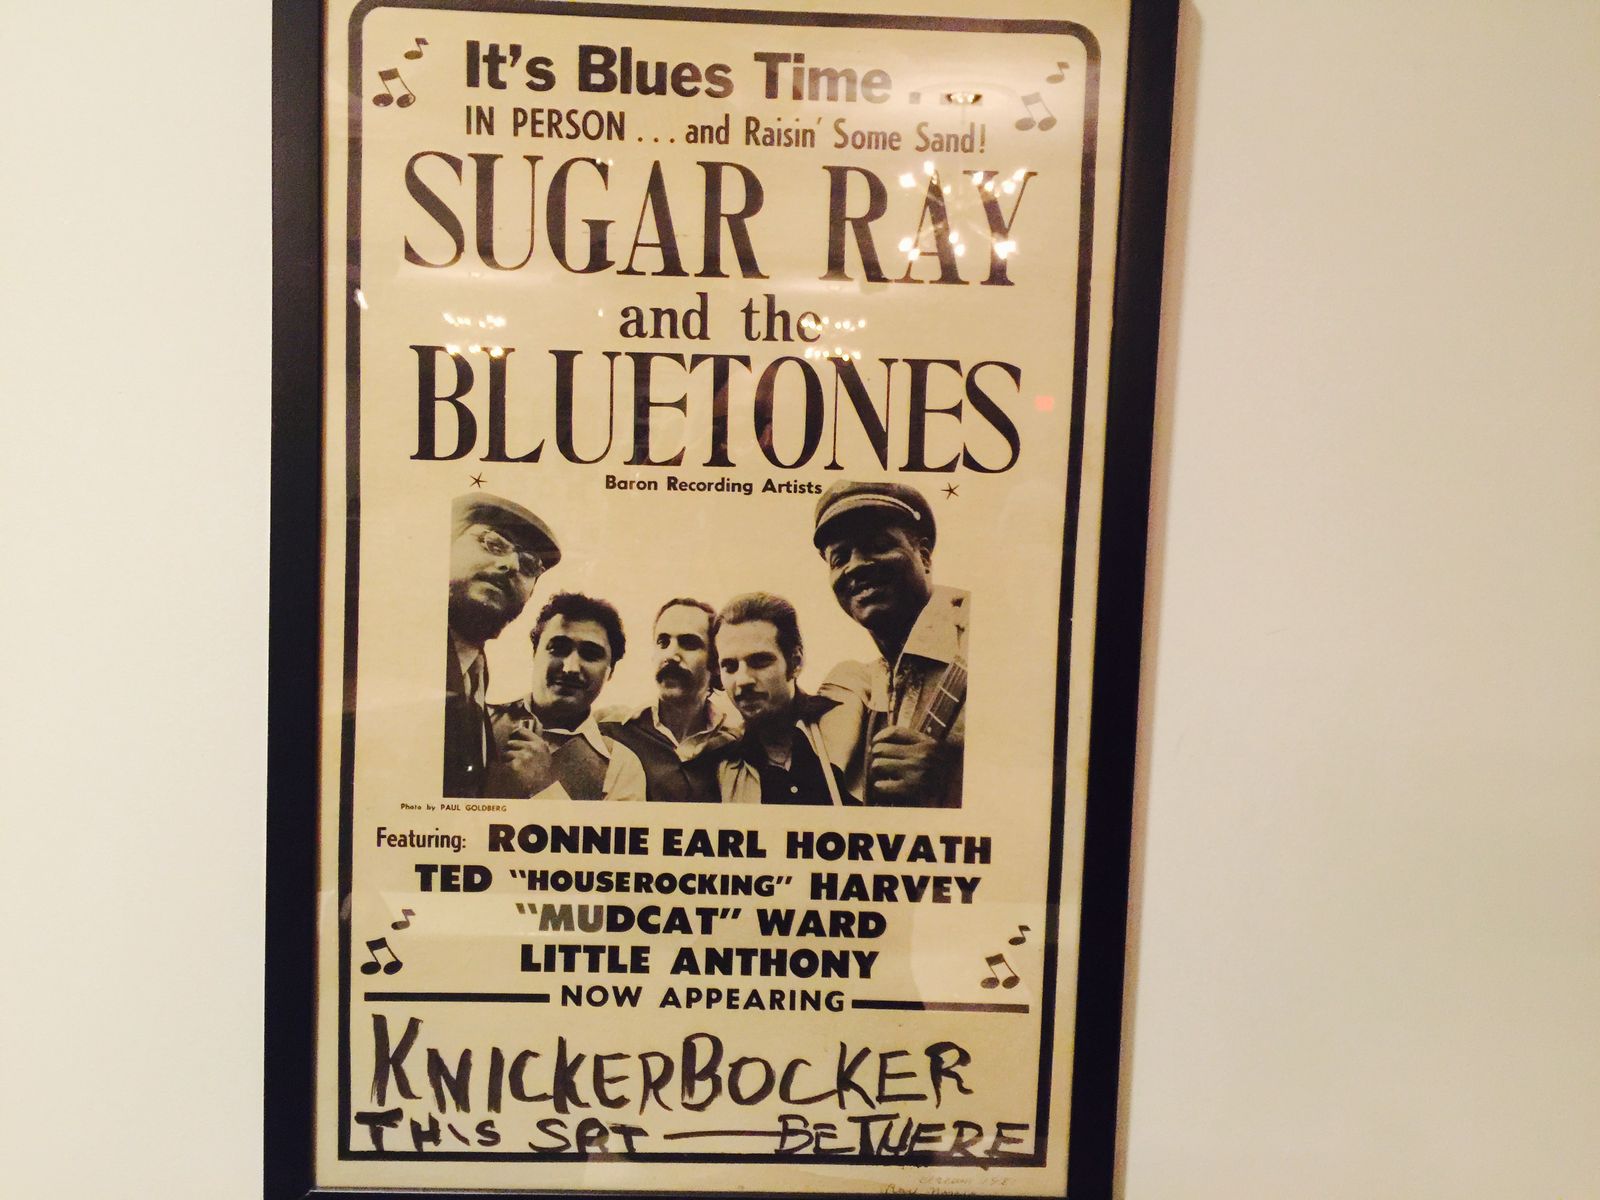 It's Blues Time . . .
IN PERSON . . . and Raisin' Some Sand!
SUGAR RAY
and the
BLUETONES
Baron Recording Artists
Photo by PAUL GOLDBERG
Featuring: RONNIE EARL HORVATH
TED "HOUSEROCKING" HARVEY
"MUDCAT" WARD
LITTLE ANTHONY
NOW APPEARING
KNICKERBOCKER
THIS SAT — BE THERE